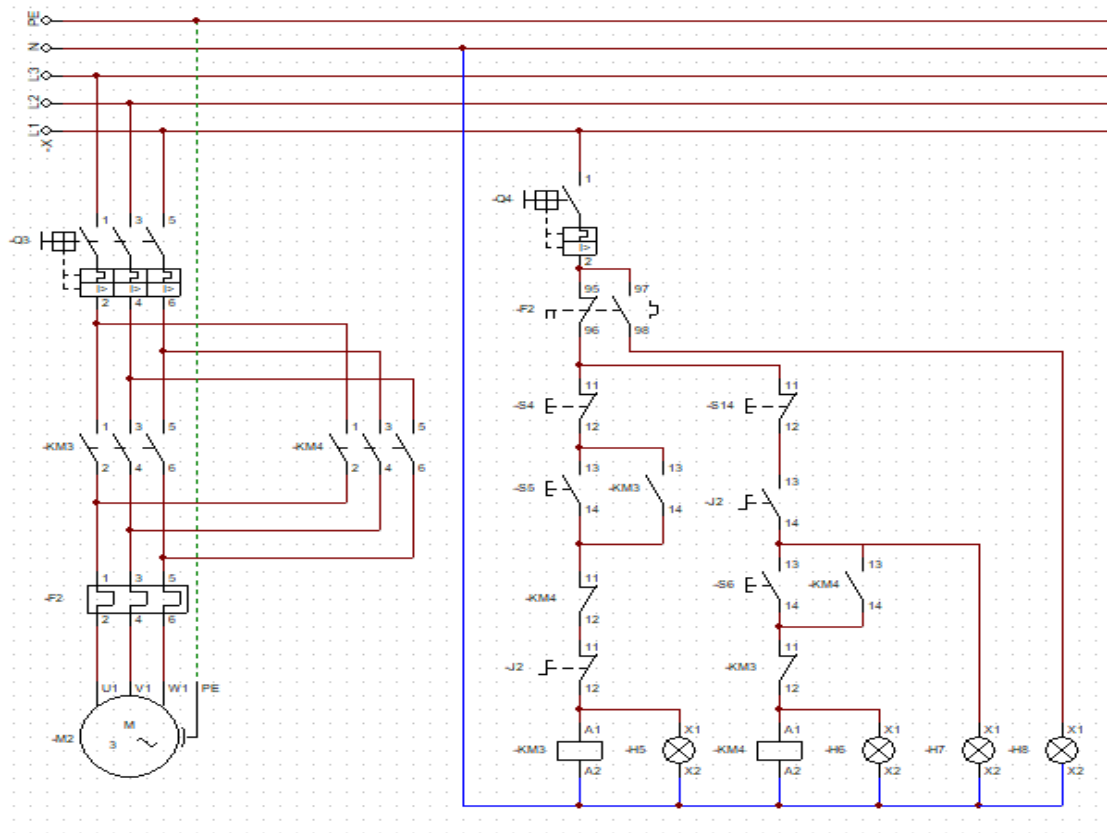 PE
N
L3
L2
L1
-X
1
-Q4
-Q3
1 3 5
I>
2
I> I> I>
2 4 6
95 97
-F2
96 98
11 11
-S4 -S14
12 12
1 3 5 1 3 5
-KM3 -KM4
2 4 6 2 4 6
13 13 13
-S5 -KM3 -J2
14 14 14
1 3 5 11 13 13
-F2 -KM4 -S6 -KM4
2 4 6 12 14 14
11 11
-J2 -KM3
12 12
U1 V1 W1 PE
M
3
-M2
A1 X1 A1 X1 X1 X1
-KM3 -H5 -KM4 -H6 -H7 -H8
A2 X2 A2 X2 X2 X2